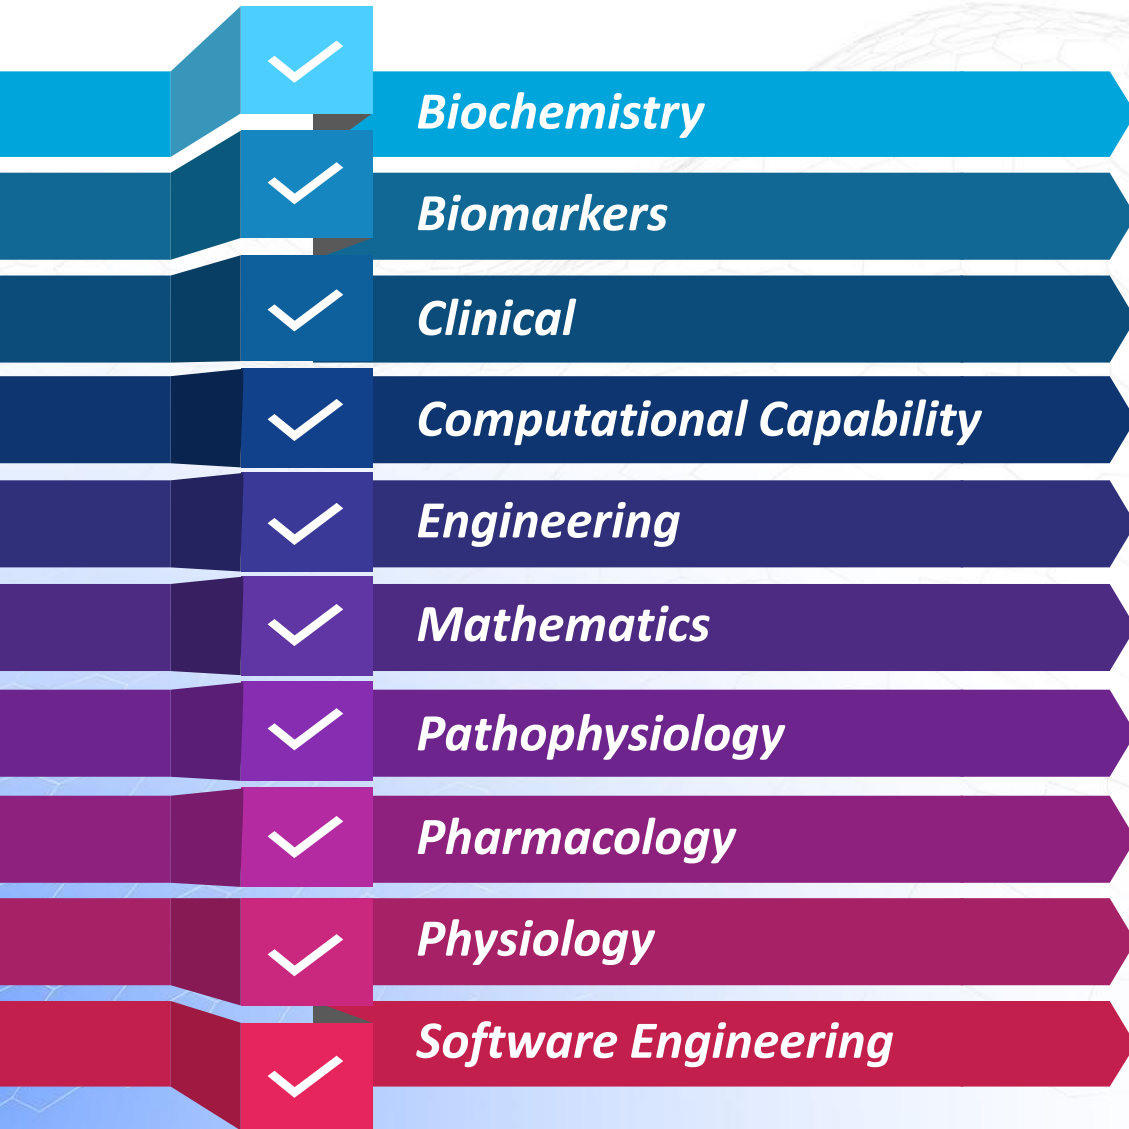 Biochemistry
Biomarkers
Clinical
Computational Capability
Engineering
Mathematics
Pathophysiology
Pharmacology
Physiology
Software Engineering